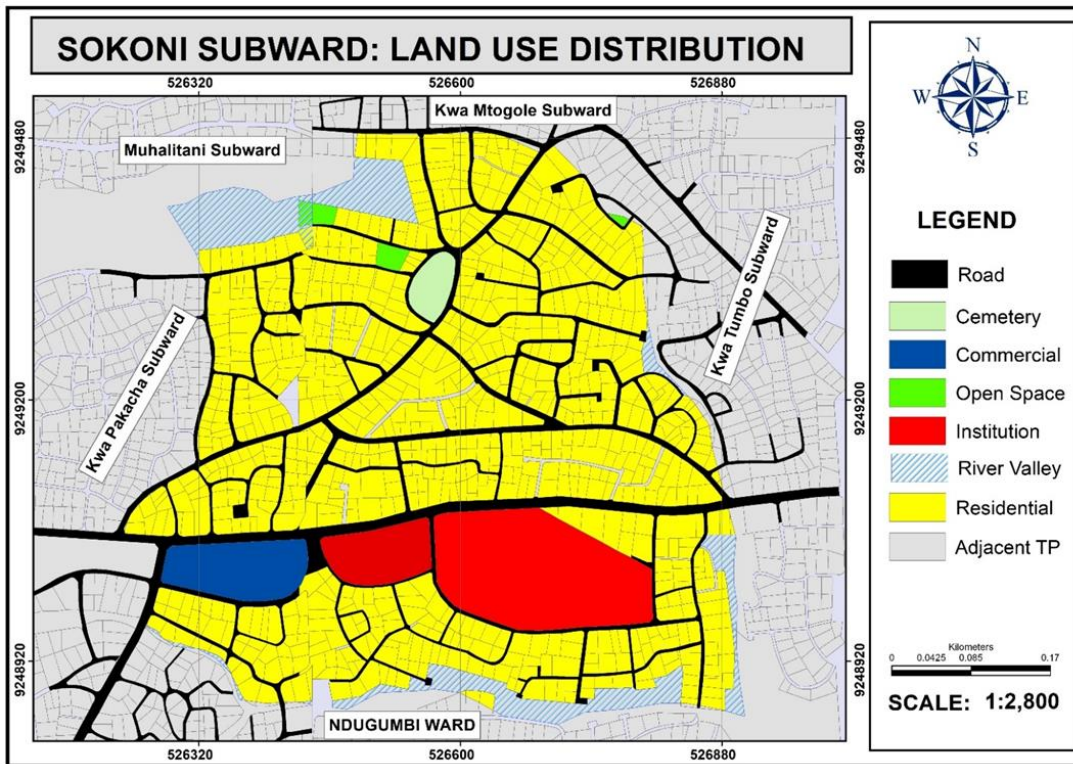 SOKONI SUBWARD: LAND USE DISTRIBUTION
526320 526600 526880
Kwa Mtogole Subward
Muhalitani Subward
9249480 9249480
Kwa Tumbo Subward
Kwa Pakacha Subward
9249200 9249200
9248920 9248920
NDUGUMBI WARD
526320 526600 526880
N
W E
S
LEGEND
Road
Cemetery
Commercial
Open Space
Institution
River Valley
Residential
Adjacent TP
Kilometers
0 0.0425 0.085 0.17
SCALE: 1:2,800